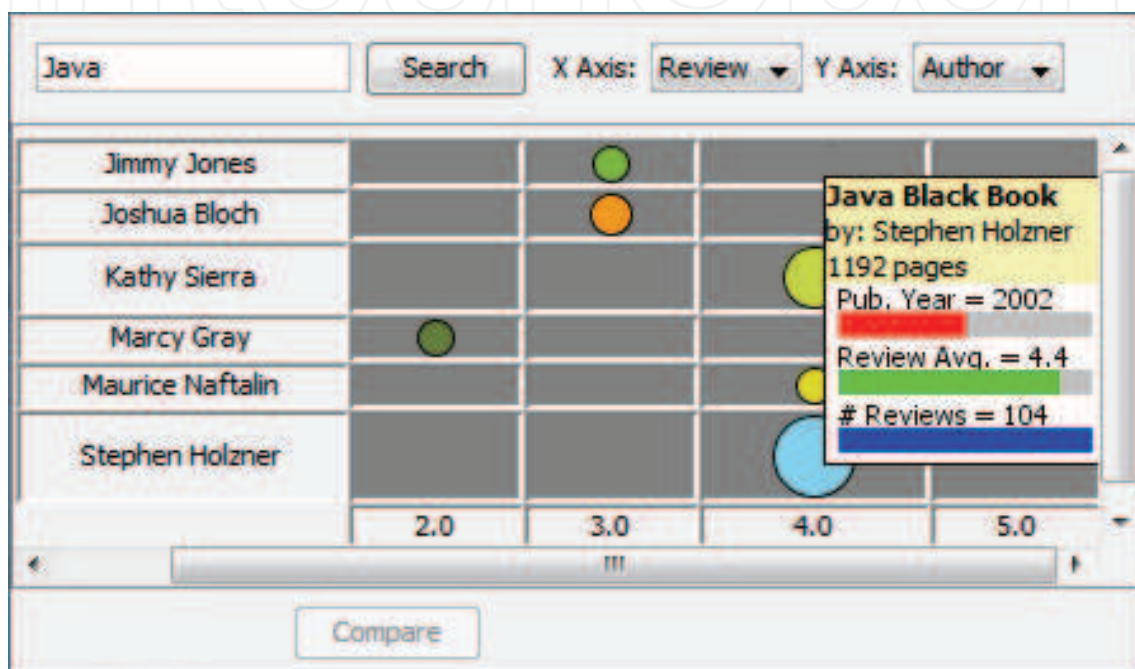 Java Search X Axis: Review Y Axis: Author
Jimmy Jones
Joshua Bloch
Kathy Sierra
Marcy Gray
Maurice Naftalin
Stephen Holzner
Java Black Book
by: Stephen Holzner
1192 pages
Pub. Year = 2002
Review Avg. = 4.4
# Reviews = 104
2.0 3.0 4.0 5.0
Compare